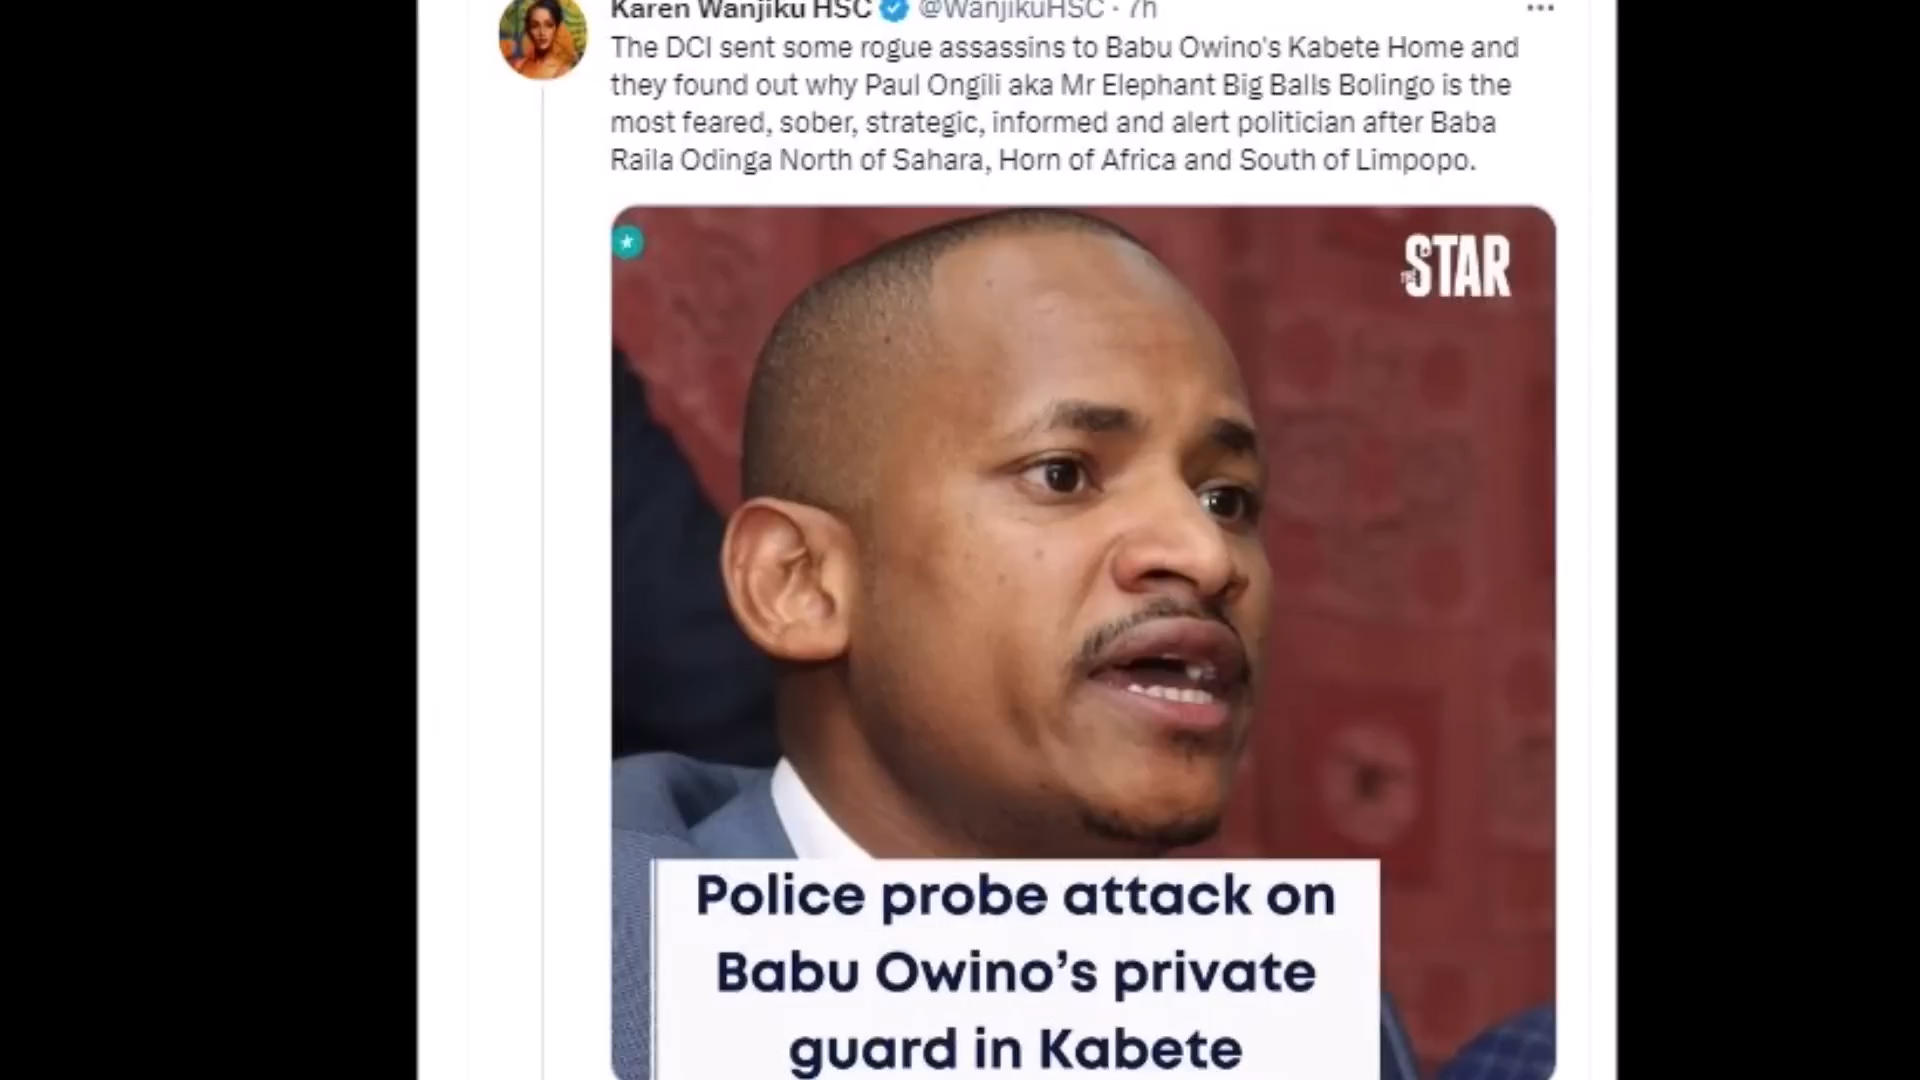 Karen Wanjiku HSC @WanjikuHSC · 7h
The DCI sent some rogue assassins to Babu Owino's Kabete Home and
they found out why Paul Ongili aka Mr Elephant Big Balls Bolingo is the
most feared, sober, strategic, informed and alert politician after Baba
Raila Odinga North of Sahara, Horn of Africa and South of Limpopo.
THE STAR
Police probe attack on
Babu Owino’s private
guard in Kabete